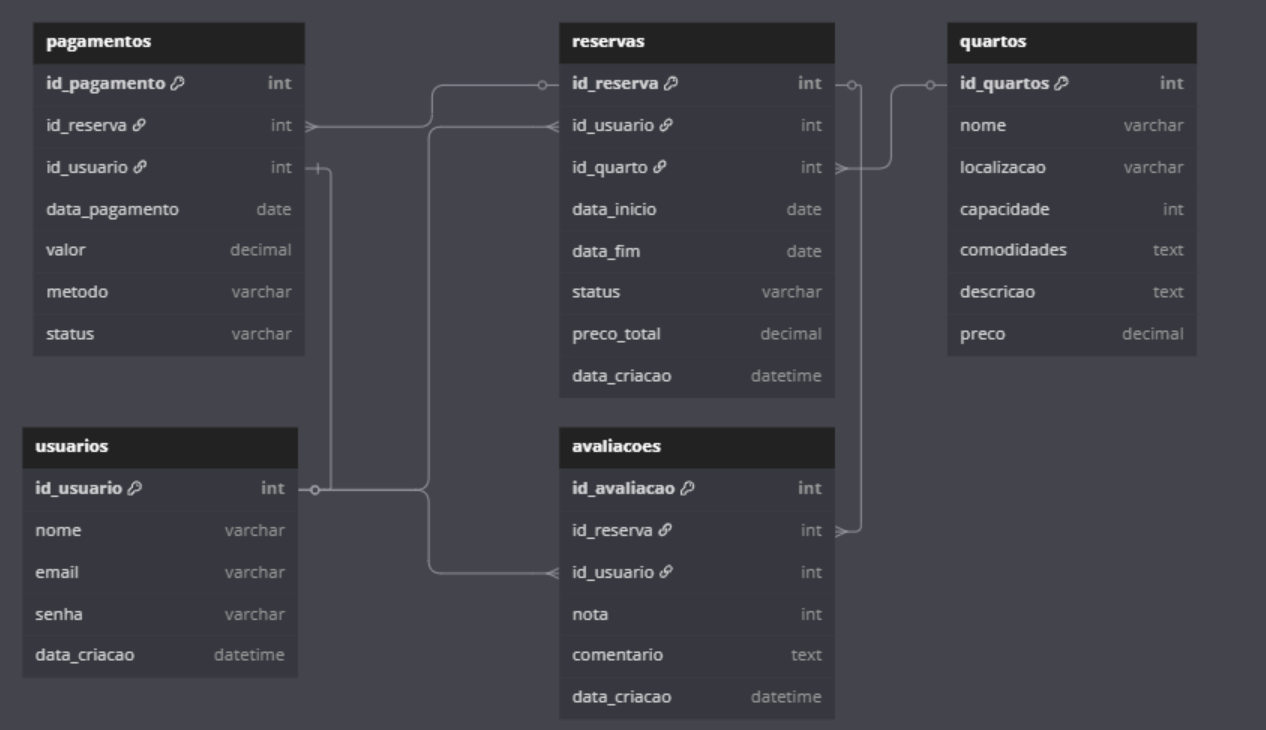 pagamentos
id_pagamento int
id_reserva int
id_usuario int
data_pagamento date
valor decimal
metodo varchar
status varchar
reservas
id_reserva int
id_usuario int
id_quarto int
data_inicio date
data_fim date
status varchar
preco_total decimal
data_criacao datetime
quartos
id_quartos int
nome varchar
localizacao varchar
capacidade int
comodidades text
descricao text
preco decimal
usuarios
id_usuario int
nome varchar
email varchar
senha varchar
data_criacao datetime
avaliacoes
id_avaliacao int
id_reserva int
id_usuario int
nota int
comentario text
data_criacao datetime